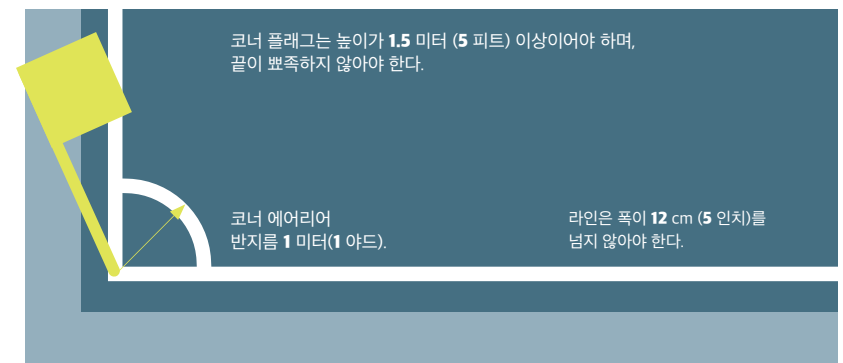 코너 플래그는 높이가 1.5 미터 (5 피트) 이상이어야 하며,
끝이 뾰족하지 않아야 한다.
코너 에어리어
반지름 1 미터(1 야드).
라인은 폭이 12 cm (5 인치)를
넘지 않아야 한다.